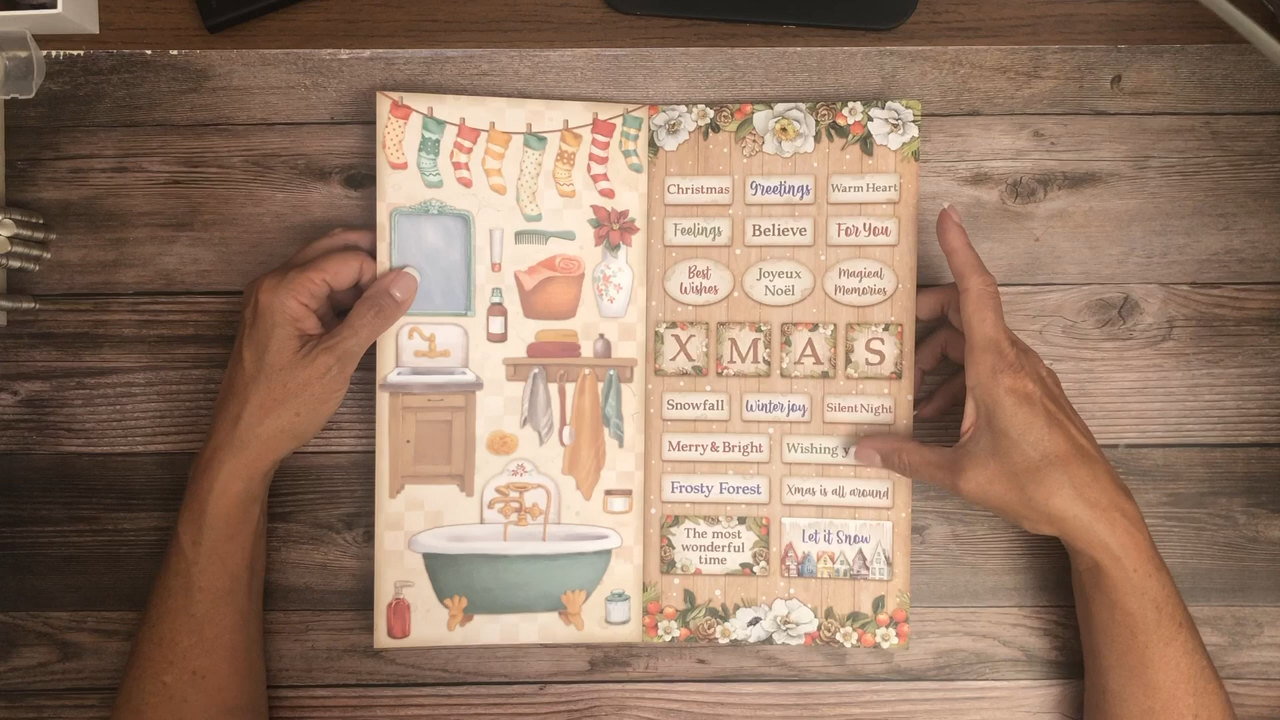 Christmas
Greetings
Warm Heart
Feelings
Believe
For You
Best
Wishes
Joyeux
Noël
Magical
Memories
X M A S
Snowfall
Winter joy
Silent Night
Merry & Bright
Wishing
Frosty Forest
Xmas is all around
The most
wonderful
time
Let it Snow